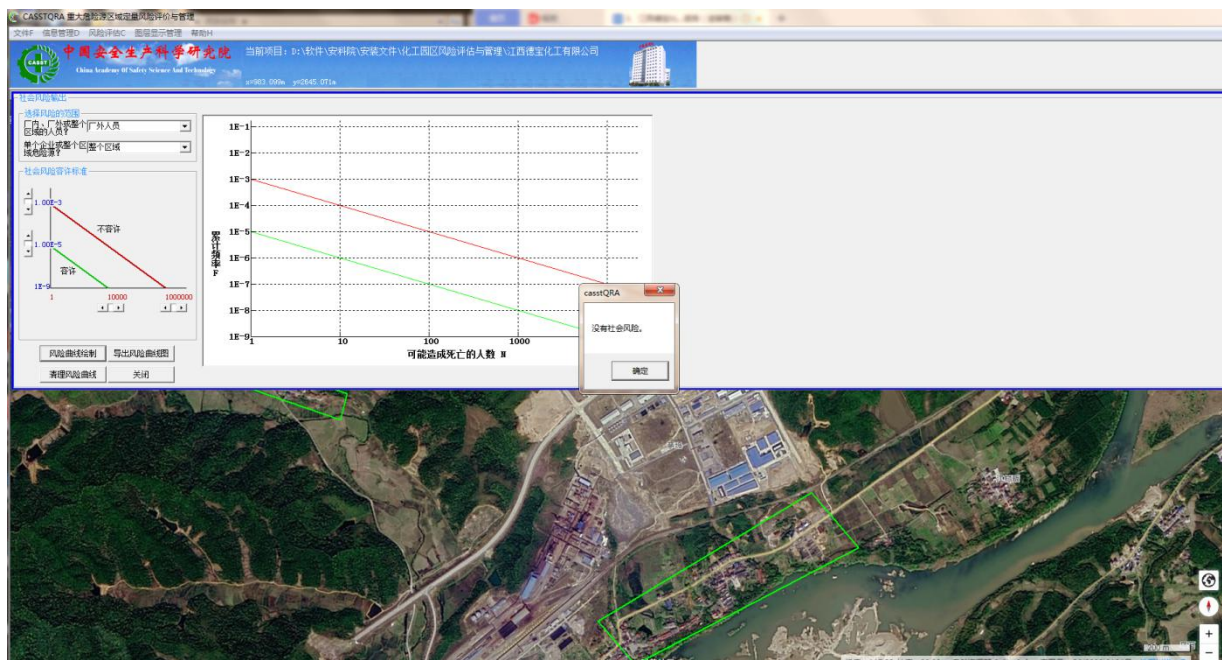 CASSTQRA 重大危险源区域定量风险评价与管理
文件F 信息管理D 风险评估C 图层显示管理 帮助H
中国安全生产科学研究院
China Academy Of Safety Science And Technology
CASST
当前项目：D:\软件\安科院\安装文件\化工园区风险评估与管理\江西德宝化工有限公司
x=903.099m y=2645.071m
社会风险输出
选择风险的范围
厂内、厂外或整个区域的人员？
厂外人员
单个企业或整个区域危险源？
整个区域
社会风险容许标准
1.00E-3
不容许
1.00E-5
容许
1E-9
1 10000 1000000
风险曲线绘制 导出风险曲线图
清理风险曲线 关闭
1E-1
1E-2
1E-3
1E-4
1E-5
1E-6
1E-7
1E-8
1E-9
累计频率 F
1 10 100 1000
可能造成死亡的人数 N
casstQRA
没有社会风险。
确定
200 m